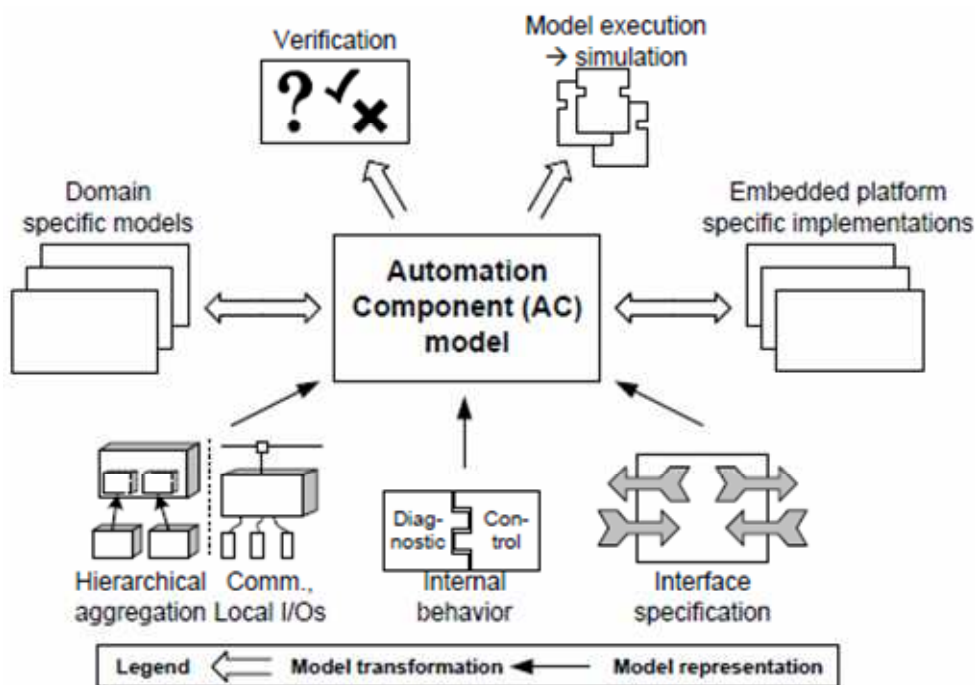 Verification
Model execution
→ simulation
Domain
specific models
Embedded platform
specific implementations
Automation
Component (AC)
model
Diag-
nostic
Con-
trol
Hierarchical
aggregation
Comm.,
Local I/Os
Internal
behavior
Interface
specification
Legend Model transformation Model representation